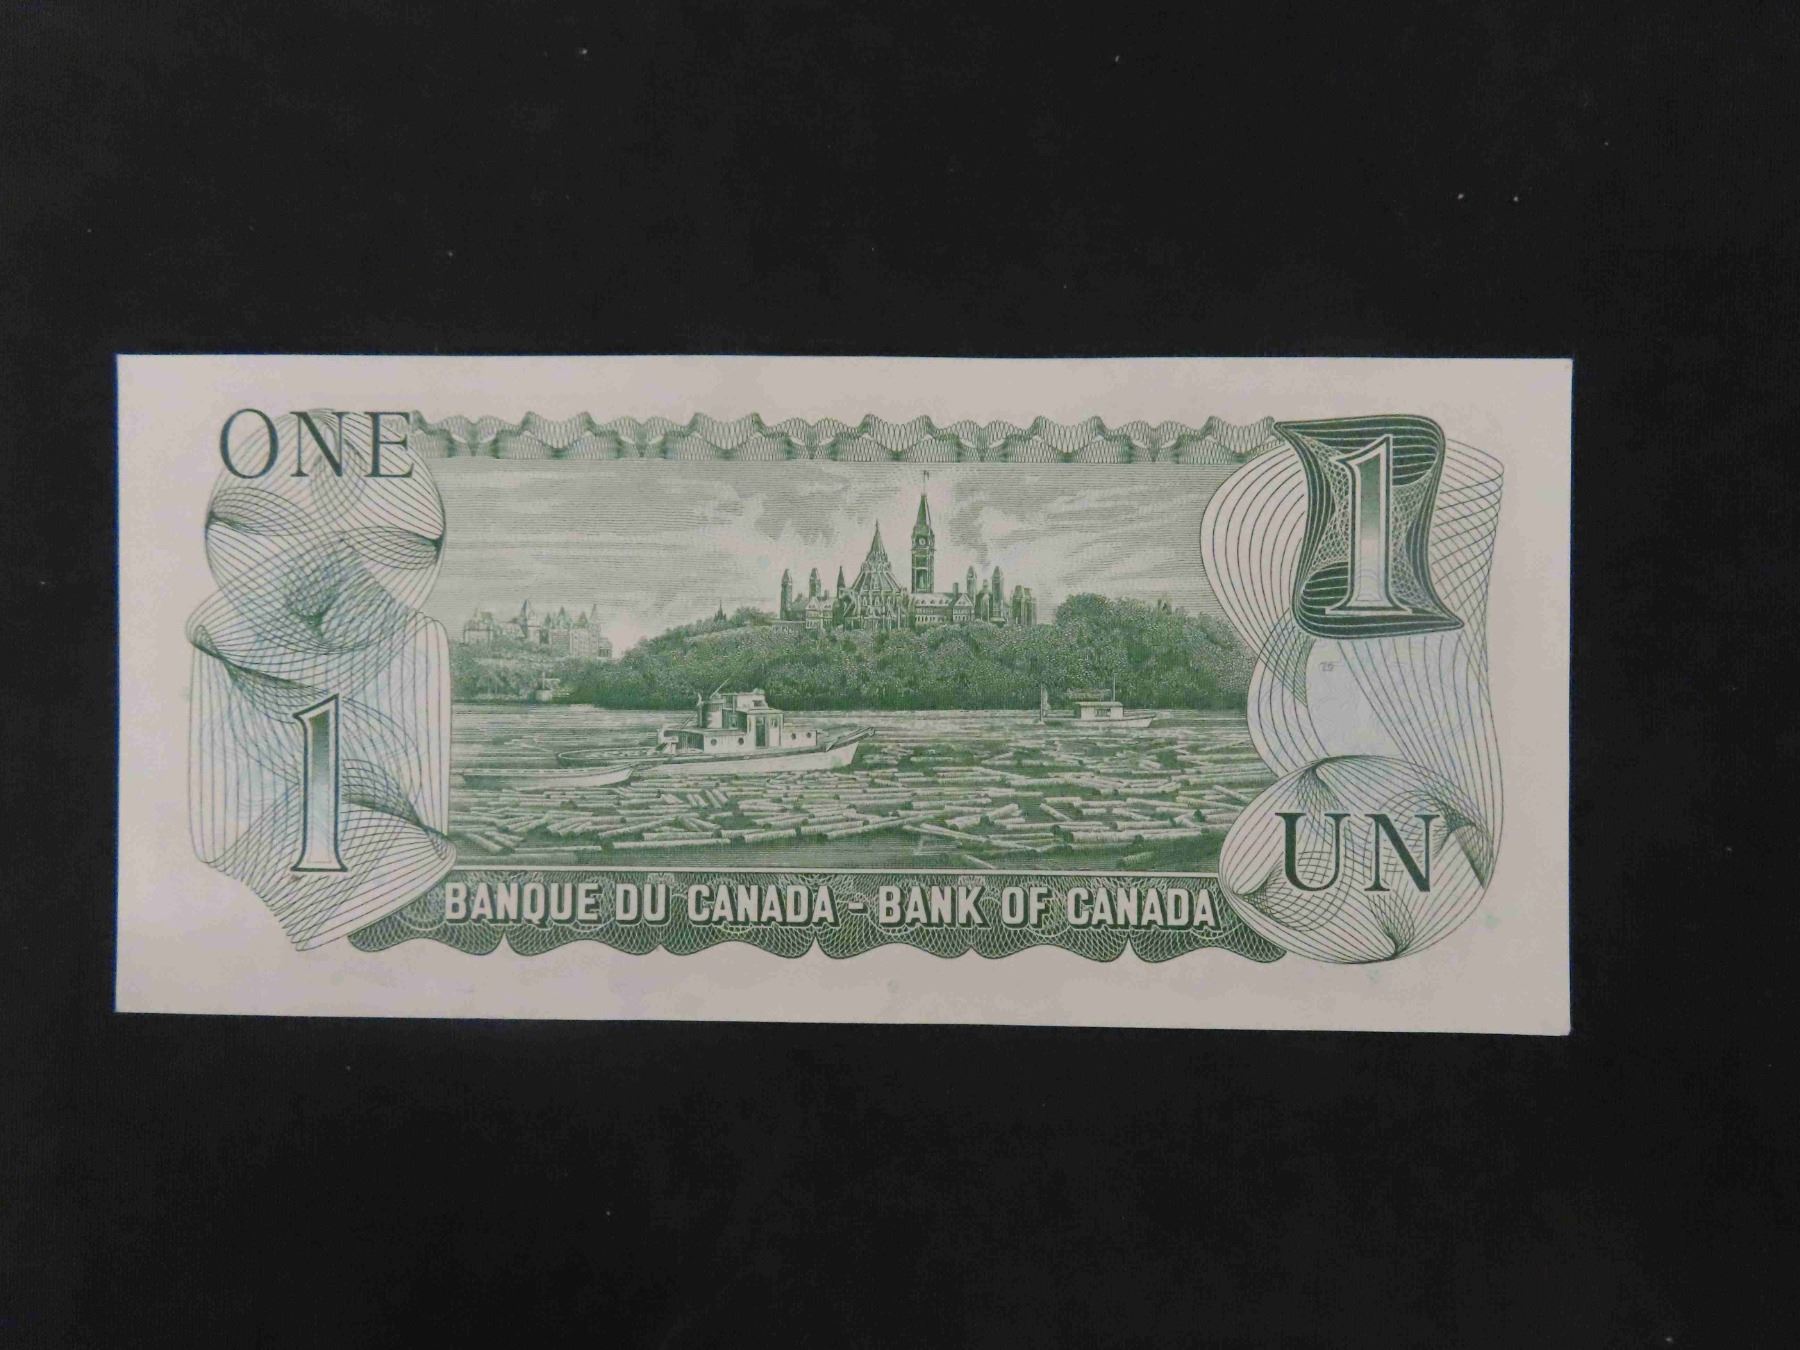 ONE
1
1
BANQUE DU CANADA - BANK OF CANADA
UN